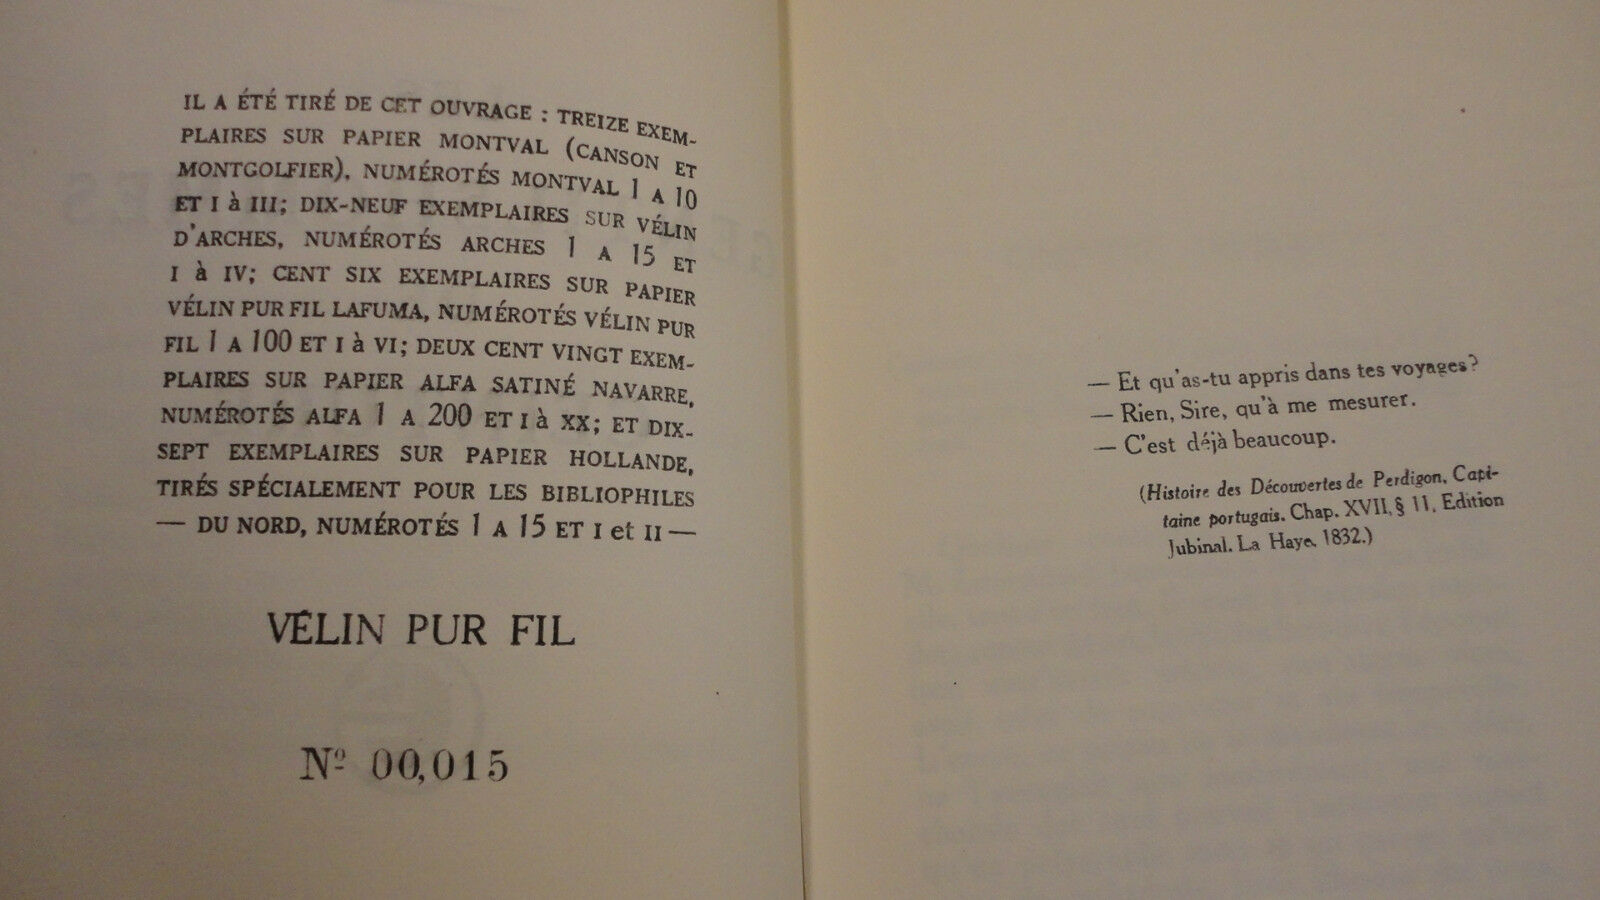 IL A ÉTÉ TIRÉ DE CET OUVRAGE : TREIZE EXEM-
PLAIRES SUR PAPIER MONTVAL (CANSON ET
MONTGOLFIER), NUMÉROTÉS MONTVAL 1 A 10
ET I à III; DIX-NEUF EXEMPLAIRES SUR VÉLIN
D'ARCHES, NUMÉROTÉS ARCHES 1 A 15 ET
I à IV; CENT SIX EXEMPLAIRES SUR PAPIER
VÉLIN PUR FIL LAFUMA, NUMÉROTÉS VÉLIN PUR
FIL 1 A 100 ET I à VI; DEUX CENT VINGT EXEM-
PLAIRES SUR PAPIER ALFA SATINÉ NAVARRE,
NUMÉROTÉS ALFA 1 A 200 ET I à XX; ET DIX-
SEPT EXEMPLAIRES SUR PAPIER HOLLANDE,
TIRÉS SPÉCIALEMENT POUR LES BIBLIOPHILES
— DU NORD, NUMÉROTÉS 1 A 15 ET I et II —
VÉLIN PUR FIL
Nº 00,015
— Et qu'as-tu appris dans tes voyages?
— Rien, Sire, qu'à me mesurer.
— C'est déjà beaucoup.
(Histoire des Découvertes de Perdigon, Capi-
taine portugais. Chap. XVII, § 11, Edition
Jubinal. La Haye, 1832.)